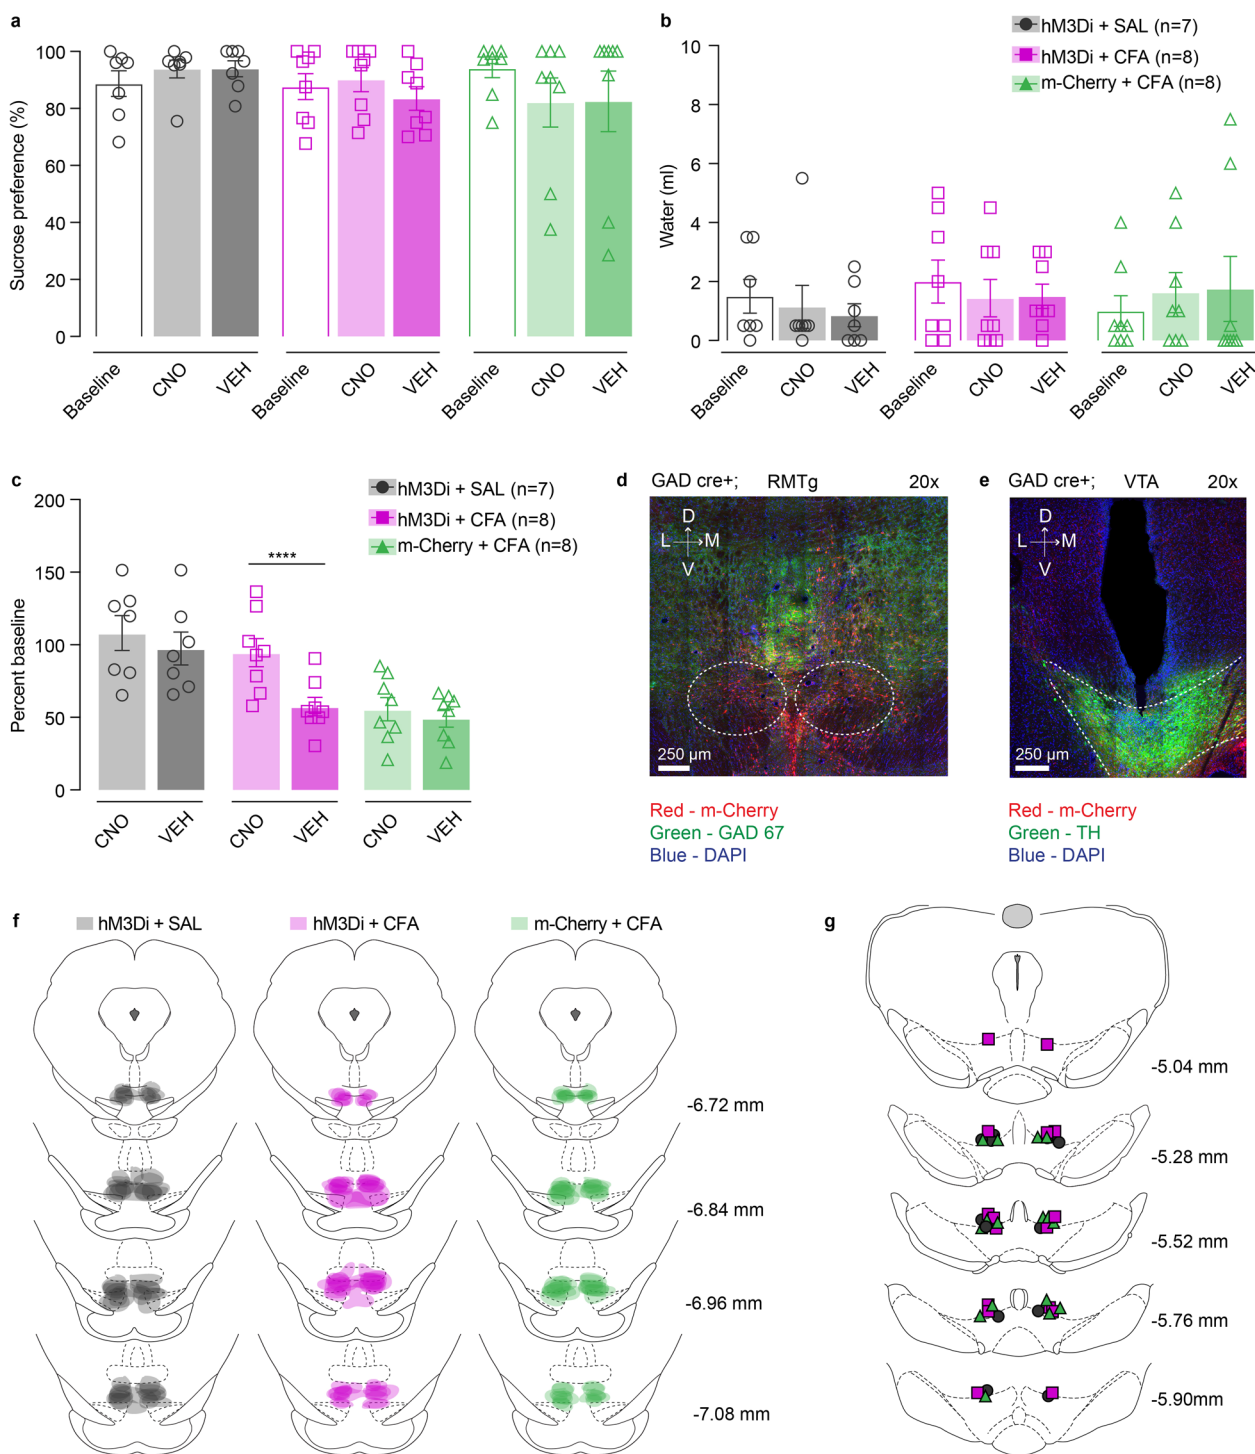 a
Sucrose preference (%)
100
80
60
40
20
0
Baseline
CNO
VEH
Baseline
CNO
VEH
Baseline
CNO
VEH
b
hM3Di + SAL (n=7)
hM3Di + CFA (n=8)
m-Cherry + CFA (n=8)
Water (ml)
10
8
6
4
2
0
Baseline
CNO
VEH
Baseline
CNO
VEH
Baseline
CNO
VEH
c
hM3Di + SAL (n=7)
hM3Di + CFA (n=8)
m-Cherry + CFA (n=8)
Percent baseline
200
150
100
50
0
****
CNO
VEH
CNO
VEH
CNO
VEH
d GAD cre+; RMTg 20x
D
L M
V
250 µm
Red - m-Cherry
Green - GAD 67
Blue - DAPI
e GAD cre+; VTA 20x
D
L M
V
250 µm
Red - m-Cherry
Green - TH
Blue - DAPI
f hM3Di + SAL hM3Di + CFA m-Cherry + CFA
-6.72 mm
-6.84 mm
-6.96 mm
-7.08 mm
g
-5.04 mm
-5.28 mm
-5.52 mm
-5.76 mm
-5.90mm